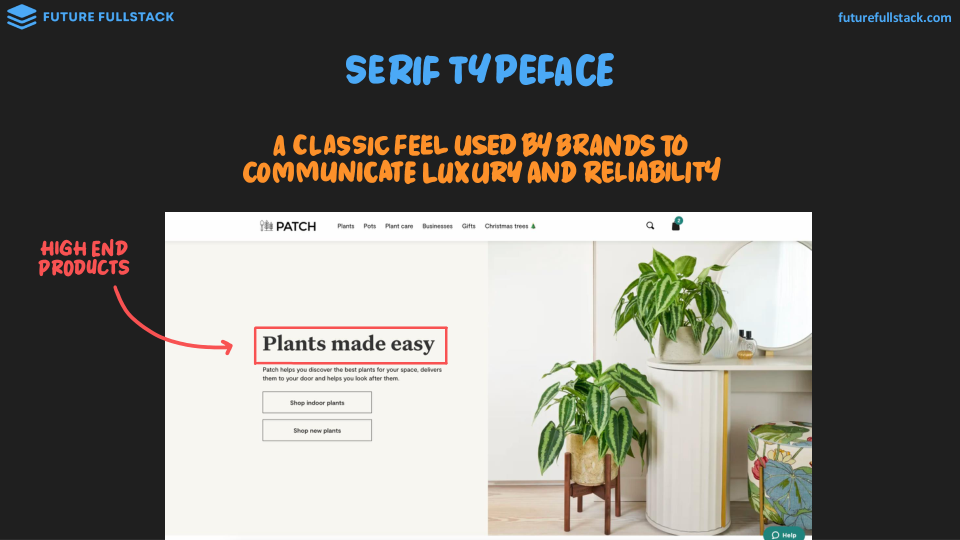 FUTURE FULLSTACK
futurefullstack.com
SERIF TYPEFACE
A CLASSIC FEEL USED BY BRANDS TO
COMMUNICATE LUXURY AND RELIABILITY
HIGH END
PRODUCTS
PATCH
Plants Pots Plant care Businesses Gifts Christmas trees
2
Plants made easy
Patch helps you discover the best plants for your space, delivers
them to your door and helps you look after them.
Shop indoor plants
Shop new plants
Help